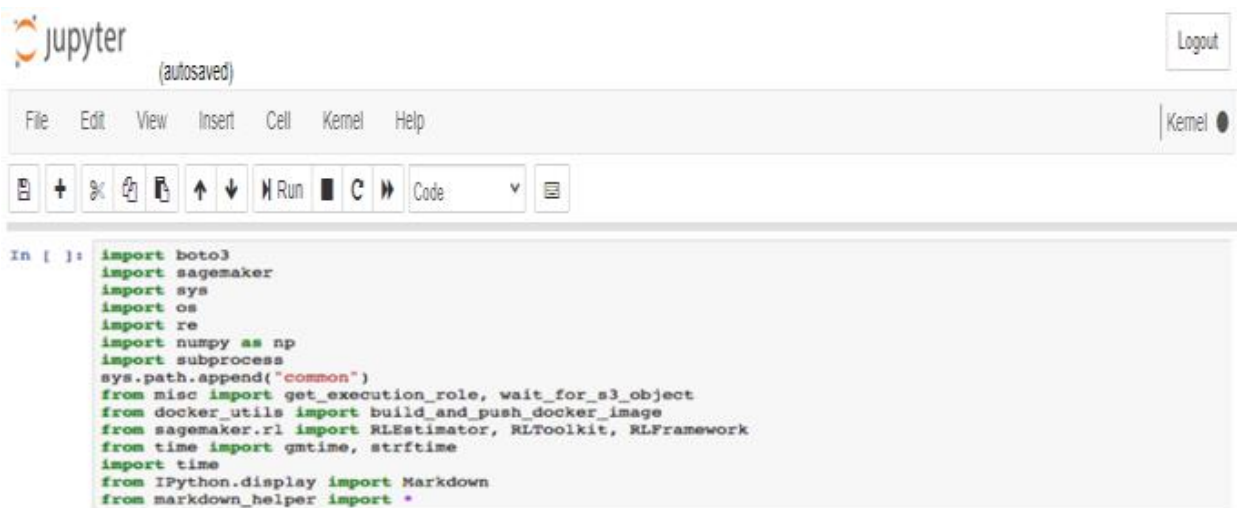 jupyter
(autosaved)
Logout
File Edit View Insert Cell Kernel Help
Kernel
Run Code
In [ ]: import boto3
import sagemaker
import sys
import os
import re
import numpy as np
import subprocess
sys.path.append("common")
from misc import get_execution_role, wait_for_s3_object
from docker_utils import build_and_push_docker_image
from sagemaker.rl import RLEstimator, RLToolkit, RLFramework
from time import gmtime, strftime
import time
from IPython.display import Markdown
from markdown_helper import *